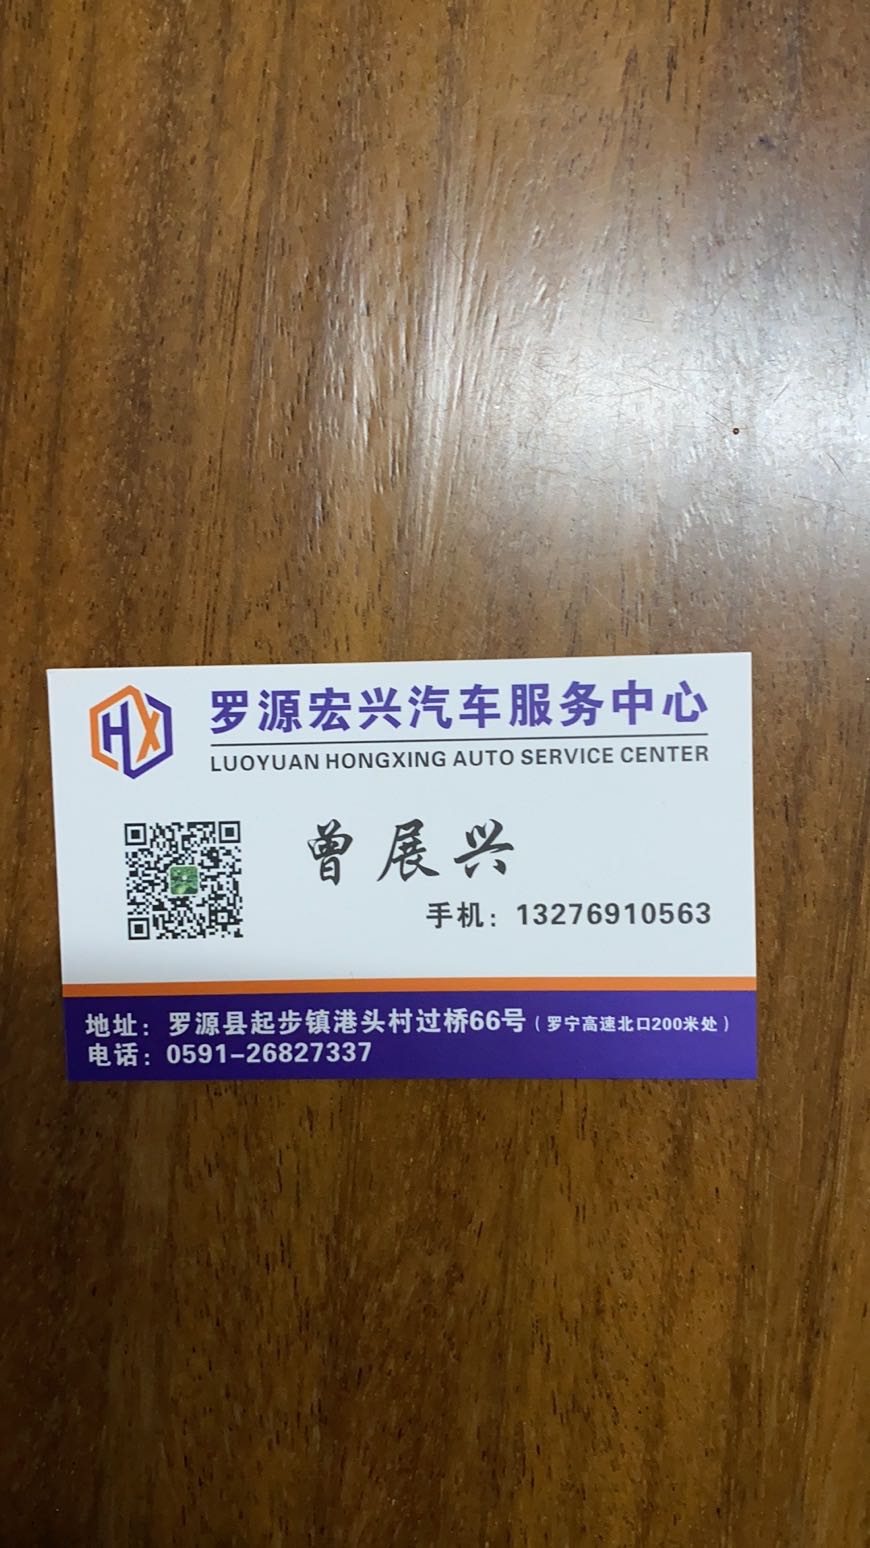 HX
罗源宏兴汽车服务中心
LUOYUAN HONGXING AUTO SERVICE CENTER
曾展兴
手机：13276910563
地址：罗源县起步镇港头村过桥66号（罗宁高速北口200米处）
电话：0591-26827337